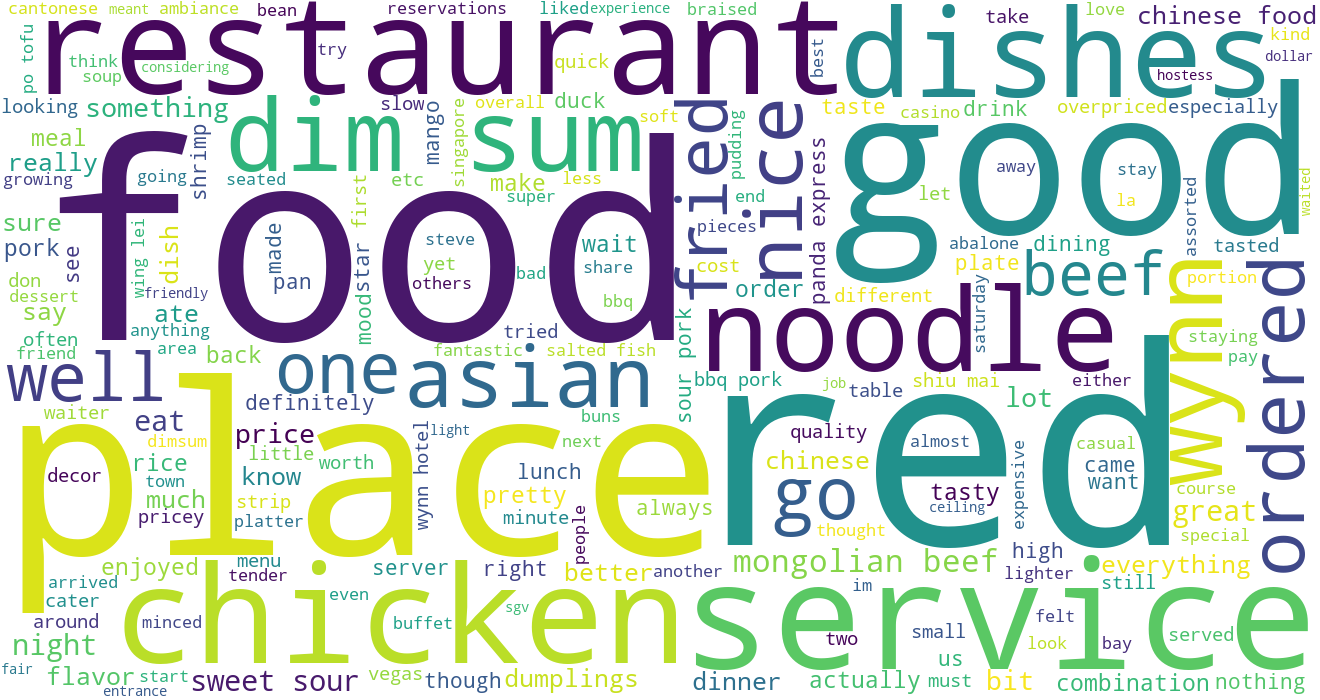 cantonese meant ambiance bean reservations liked experience braised take love chinese food
restaurant dishes
po tofu think soup considering try quick best hostess kind dollar
looking something slow mango singapore overall duck soft taste casino drink overpriced especially
dim sum fried nice good
meal really shrimp pudding away stay
growing going seated etc make less super end let la assorted waited
food
sure pork see dish wing lei made pan mood star first steve yet others wait share bbq bad pieces cost order panda express abalone dining plate tasted
beef
don dessert say friendly ate anything different saturday portion
wynn ordered
often friend area back tried fantastic salted fish sour pork noodle staying pay
well one asian
bbq pork job table shiu mai either lot
waiter eat definitely buns
place red
dimsum price wynn hotel light next quality almost casual
decor rice little worth know lunch go chinese came want
town much strip pretty always tasty expensive course
pricey platter minute people thought ceiling great special
enjoyed menu server right better another mongolian beef high everything
arrived tender lighter still
cater even im
chicken service
around minced buffet sgv two small felt look bay served
night us
fair flavor start vegas though dumplings dinner actually must bit combination nothing
entrance sweet sour